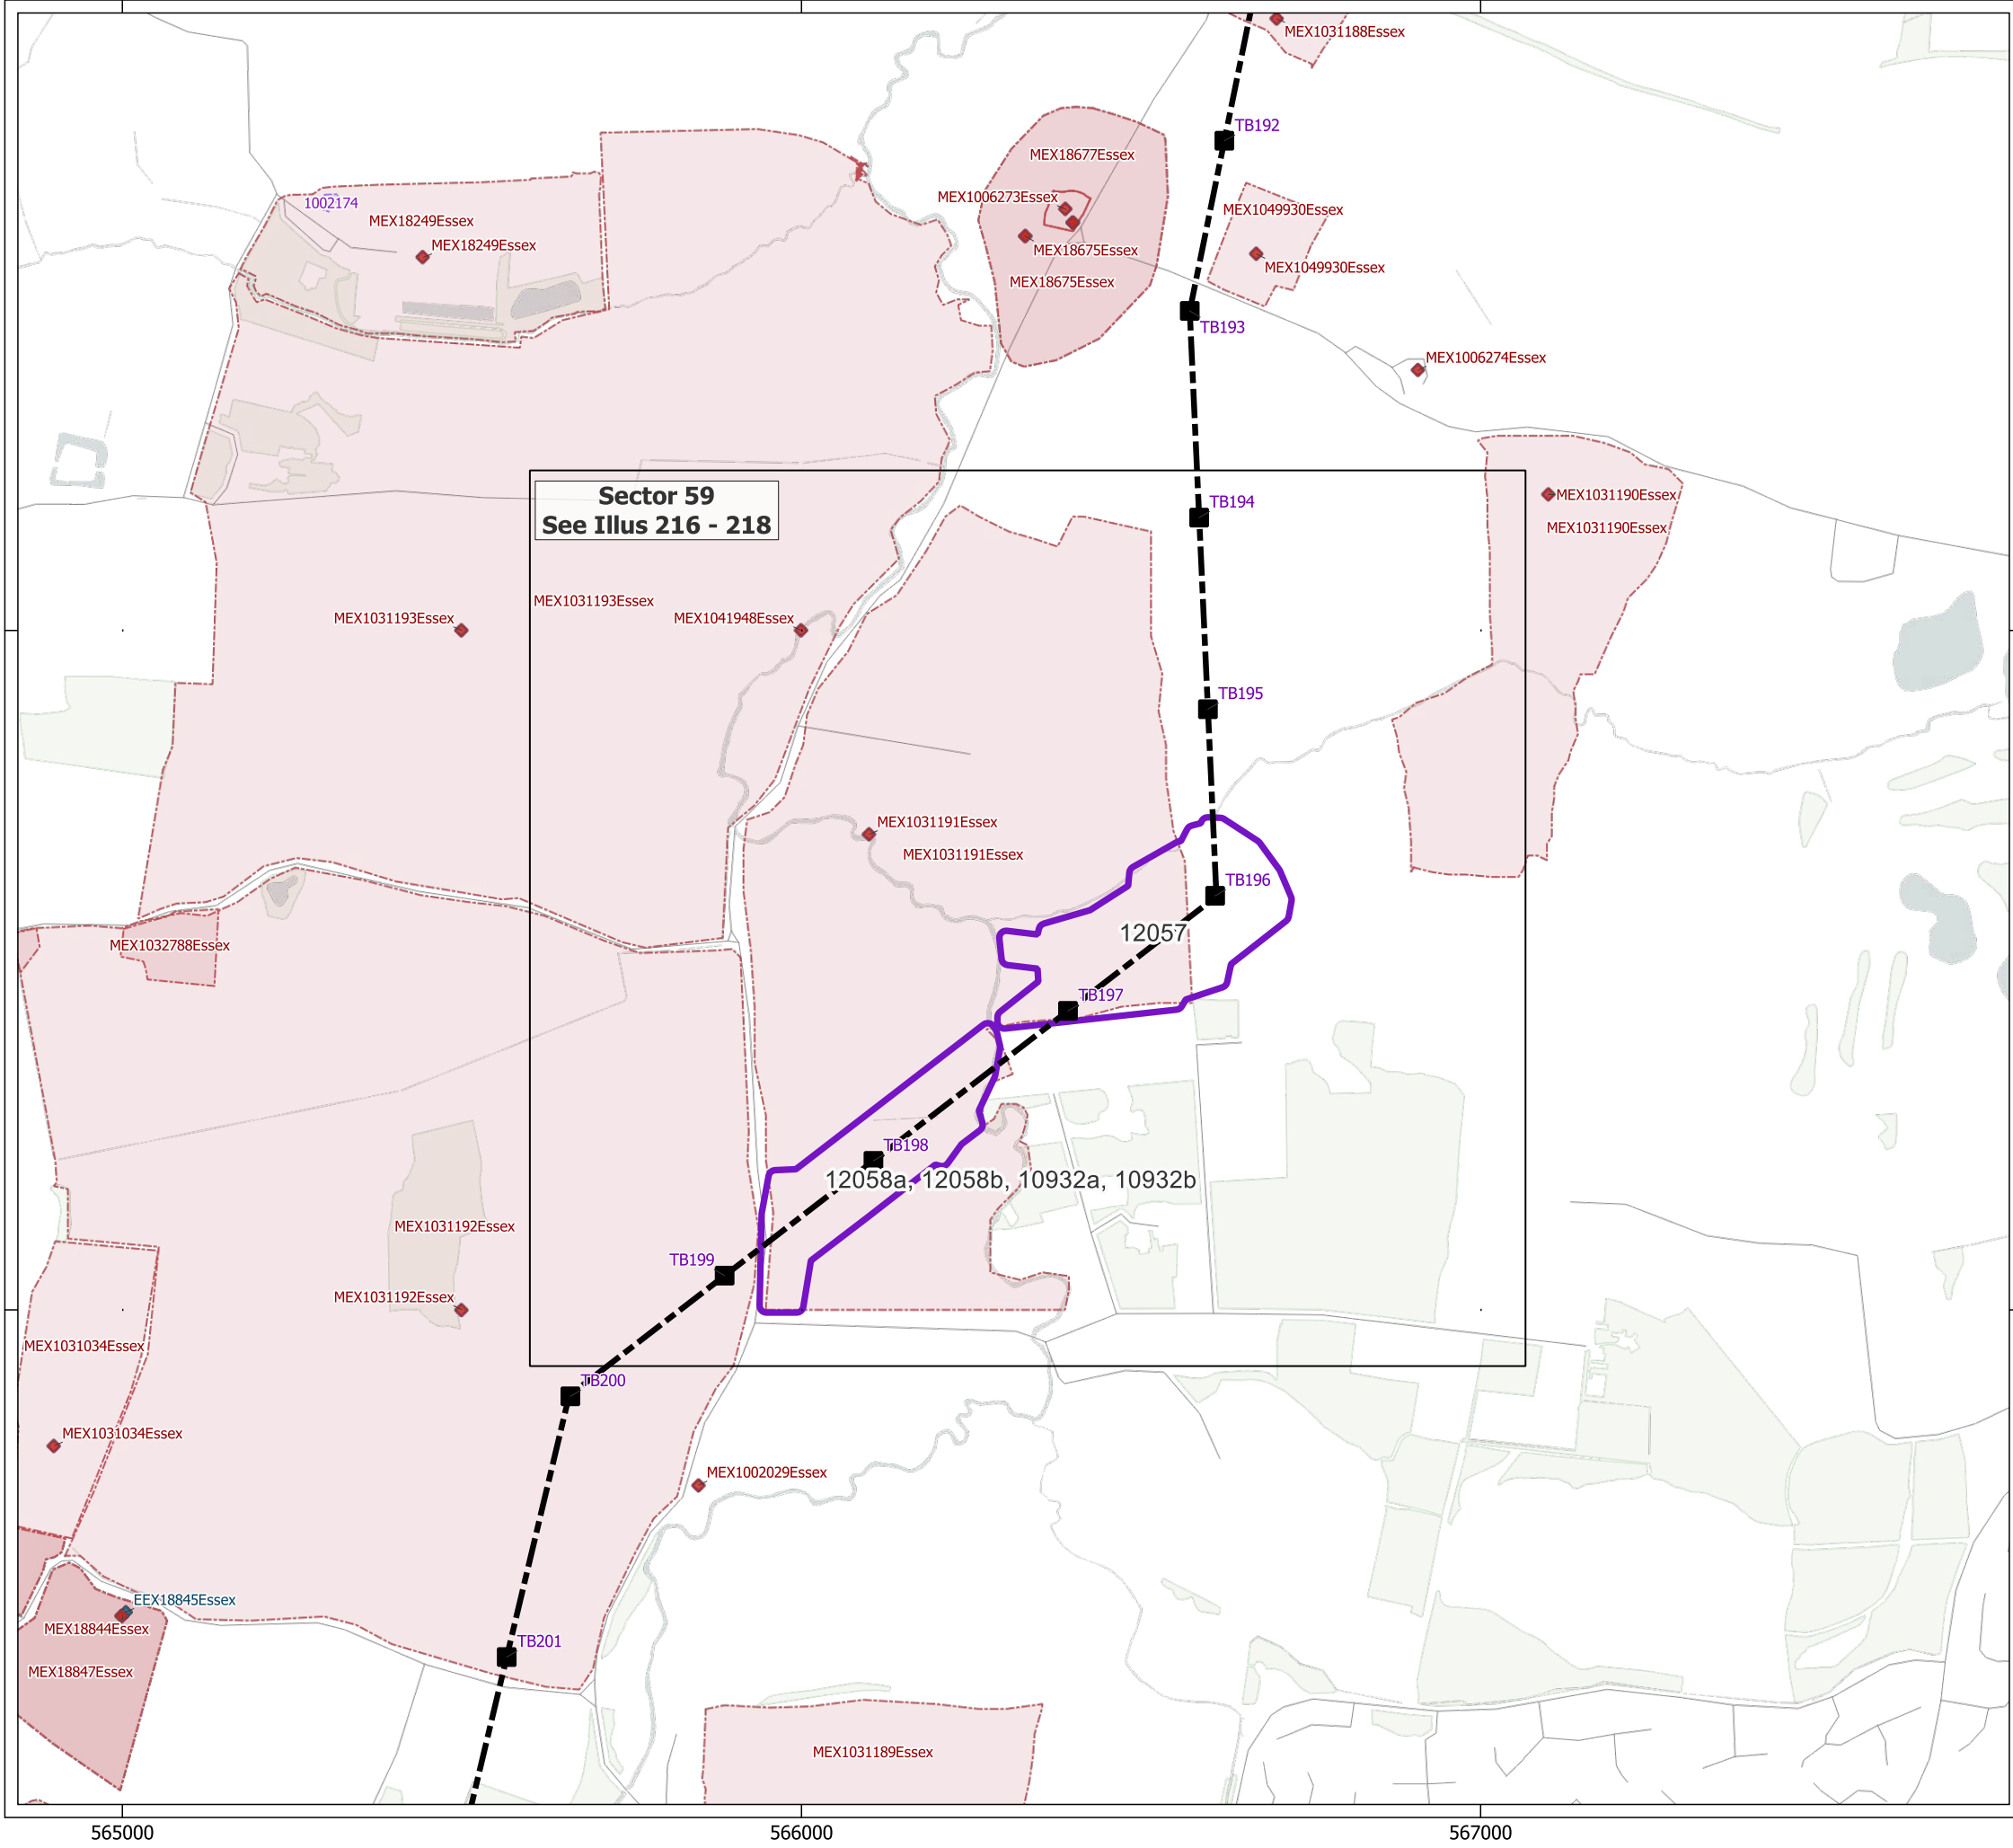 MEX1031188Essex
TB192
MEX18677Essex
MEX1006273Essex
1002174
MEX18249Essex
MEX18249Essex
MEX1049930Essex
MEX18675Essex
MEX1049930Essex
MEX18675Essex
TB193
MEX1006274Essex
Sector 59
See Illus 216 - 218
MEX1031190Essex
TB194
MEX1031190Essex
MEX1031193Essex
MEX1031193Essex
MEX1041948Essex
TB195
MEX1031191Essex
MEX1031191Essex
TB196
12057
MEX1032788Essex
TB197
TB198
12058a, 12058b, 10932a, 10932b
MEX1031192Essex
TB199
MEX1031192Essex
MEX1031034Essex
TB200
MEX1031034Essex
MEX1002029Essex
EEX18845Essex
MEX18844Essex
TB201
MEX18847Essex
MEX1031189Essex
565000
566000
567000